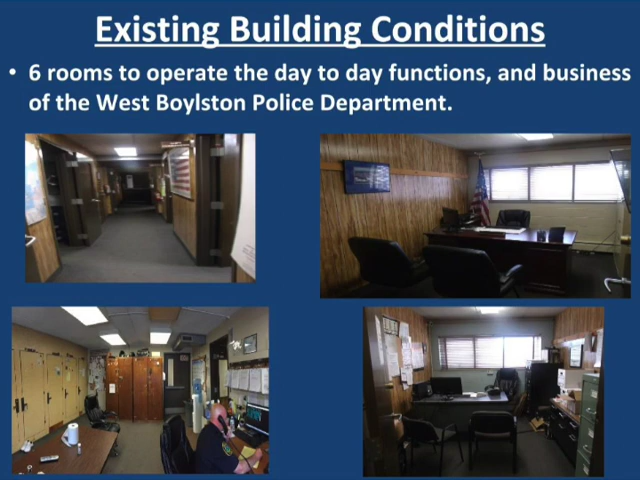 Existing Building Conditions
• 6 rooms to operate the day to day functions, and business
of the West Boylston Police Department.